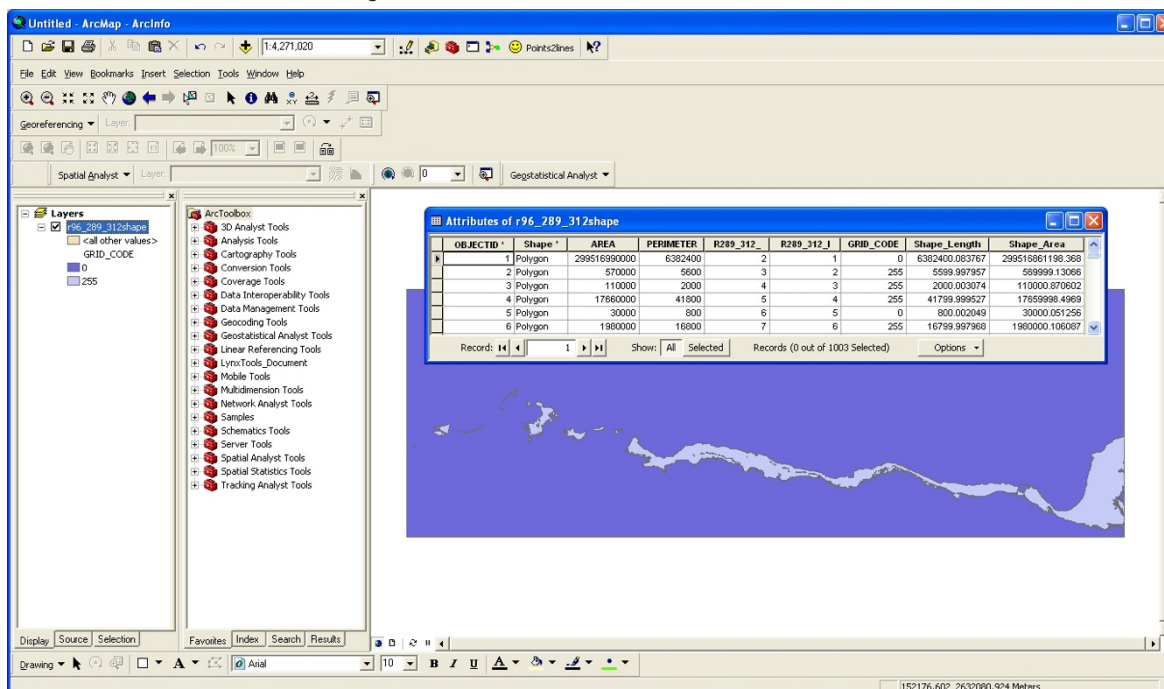 Untitled - ArcMap - ArcInfo
1:4,271,020
Points2lines
File Edit View Bookmarks Insert Selection Tools Window Help
Georeferencing Layer:
100%
Spatial Analyst Layer: 0 Geostatistical Analyst
Layers
r96_289_312shape
<all other values>
GRID_CODE
0
255
ArcToolbox
3D Analyst Tools
Analysis Tools
Cartography Tools
Conversion Tools
Coverage Tools
Data Interoperability Tools
Data Management Tools
Geocoding Tools
Geostatistical Analyst Tools
Linear Referencing Tools
LynxTools_Document
Mobile Tools
Multidimension Tools
Network Analyst Tools
Samples
Schematics Tools
Server Tools
Spatial Analyst Tools
Spatial Statistics Tools
Tracking Analyst Tools
Attributes of r96_289_312shape
OBJECTID * Shape * AREA PERIMETER R289_312_ R289_312_I GRID_CODE Shape_Length Shape_Area
1 Polygon 299516990000 6382400 2 1 0 6382400.083767 299516861198.368
2 Polygon 570000 5600 3 2 255 5599.997957 569999.13066
3 Polygon 110000 2000 4 3 255 2000.003074 110000.870602
4 Polygon 17660000 41800 5 4 255 41799.999527 17659998.4969
5 Polygon 30000 800 6 5 0 800.002049 30000.051256
6 Polygon 1980000 16800 7 6 255 16799.997968 1980000.106087
Record: 1 Show: All Selected Records (0 out of 1003 Selected) Options
Display Source Selection
Favorites Index Search Results
Drawing A Arial 10 B I U A
152176.602 2632080.924 Meters